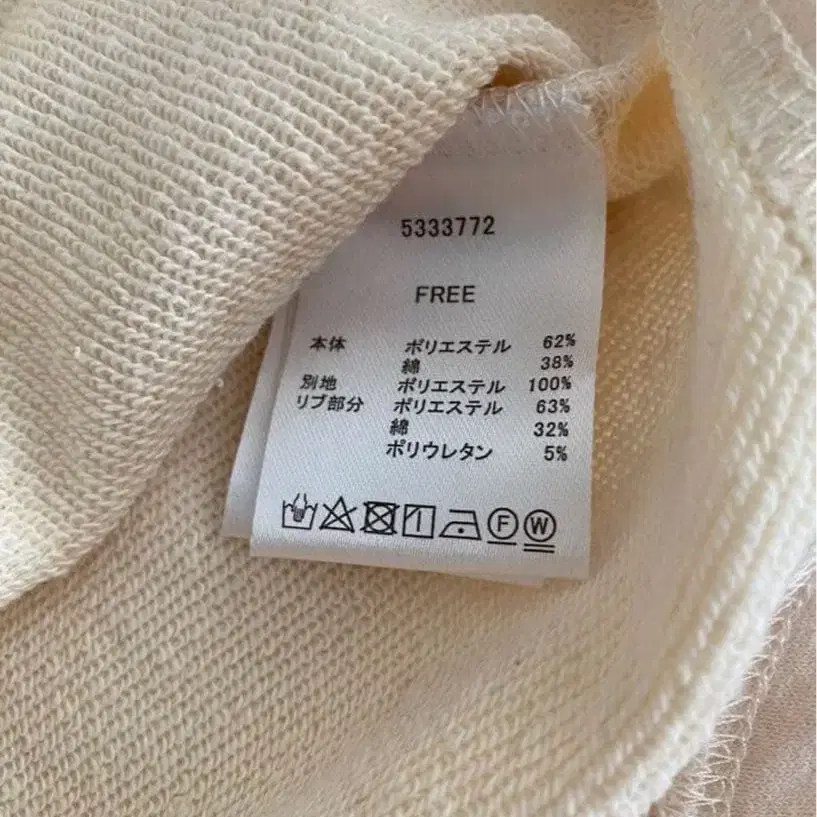 5333772
FREE
本体 ポリエステル 62%
綿 38%
別地 ポリエステル 100%
リブ部分 ポリエステル 63%
綿 32%
ポリウレタン 5%
F W